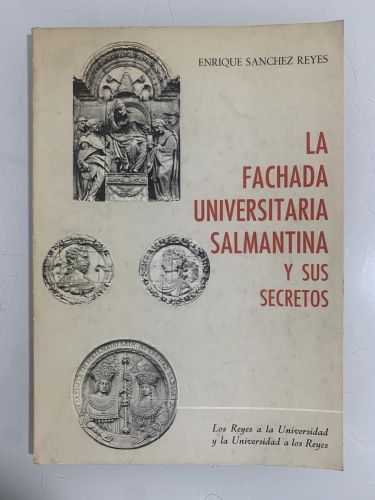 ENRIQUE SANCHEZ REYES
LA
FACHADA
UNIVERSITARIA
SALMANTINA
Y SUS
SECRETOS
Los Reyes a la Universidad
y la Universidad a los Reyes